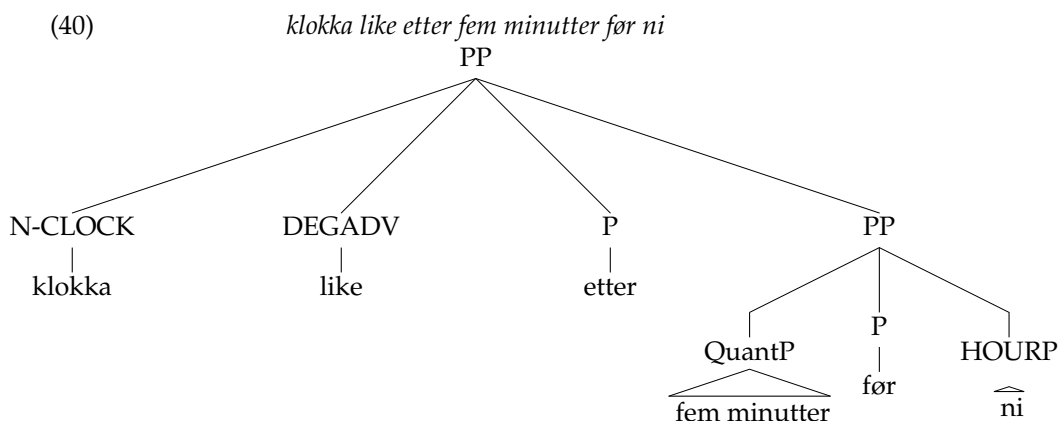 (40) klokka like etter fem minutter før ni
PP
N-CLOCK DEGADV P PP
klokka like etter
P
QuantP HOURP
før
fem minutter ni